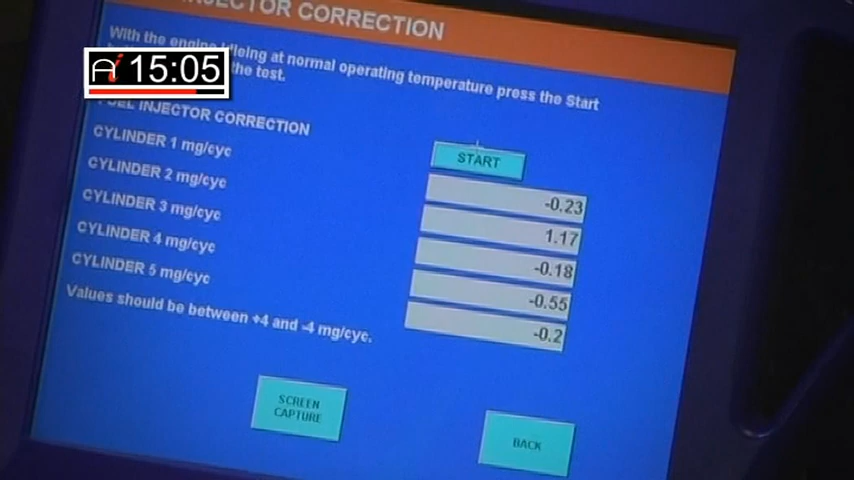 INJECTOR CORRECTION
With the engine idleing at normal operating temperature press the Start
the test.
Ai 15:05
FUEL INJECTOR CORRECTION
START
CYLINDER 1 mg/cyc
-0.23
CYLINDER 2 mg/cyc
1.17
CYLINDER 3 mg/cyc
-0.18
CYLINDER 4 mg/cyc
-0.55
CYLINDER 5 mg/cyc
-0.2
Values should be between +4 and -4 mg/cyc.
SCREEN
CAPTURE
BACK